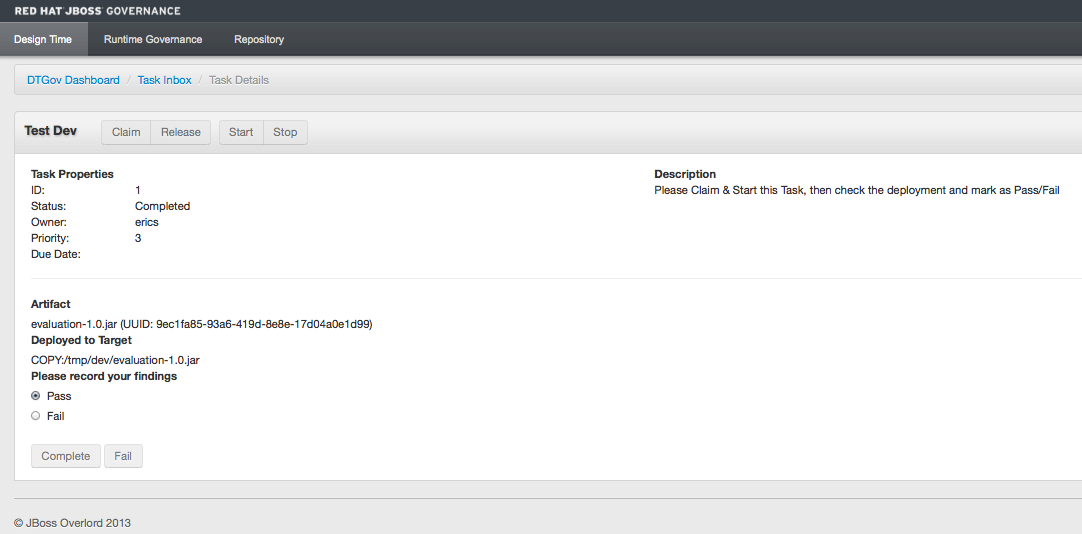 RED HAT JBOSS GOVERNANCE
Design Time Runtime Governance Repository
DTGov Dashboard / Task Inbox / Task Details
Test Dev Claim Release Start Stop
Task Properties
ID: 1
Status: Completed
Owner: erics
Priority: 3
Due Date:
Description
Please Claim & Start this Task, then check the deployment and mark as Pass/Fail
Artifact
evaluation-1.0.jar (UUID: 9ec1fa85-93a6-419d-8e8e-17d04a0e1d99)
Deployed to Target
COPY:/tmp/dev/evaluation-1.0.jar
Please record your findings
Pass
Fail
Complete Fail
© JBoss Overlord 2013